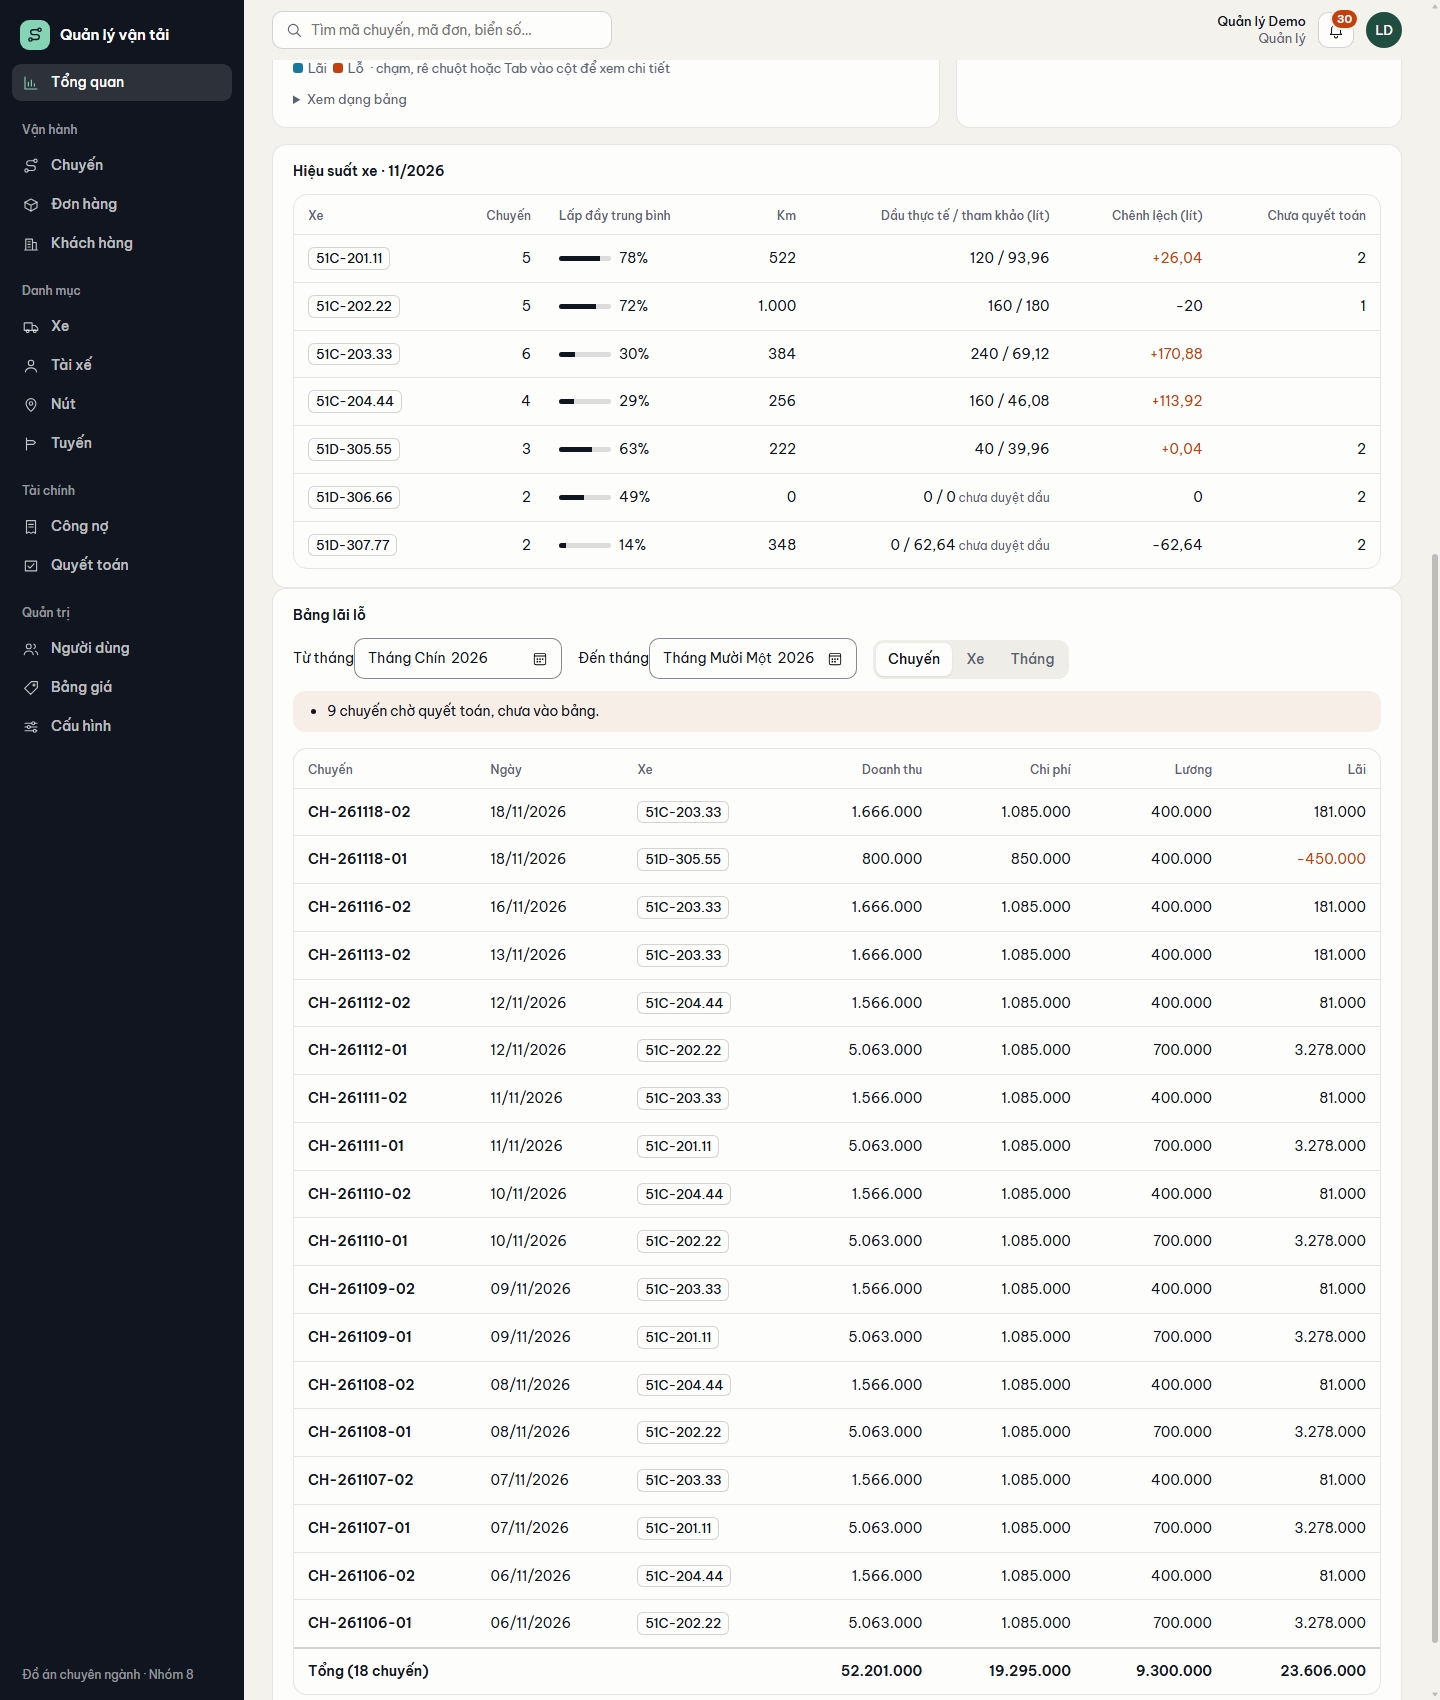 Quản lý vận tải
Tổng quan
Vận hành
Chuyến
Đơn hàng
Khách hàng
Danh mục
Xe
Tài xế
Nút
Tuyến
Tài chính
Công nợ
Quyết toán
Quản trị
Người dùng
Bảng giá
Cấu hình
Đồ án chuyên ngành · Nhóm 8
Tìm mã chuyến, mã đơn, biển số...
Quản lý Demo
Quản lý
30
LD
Lãi Lỗ · chạm, rê chuột hoặc Tab vào cột để xem chi tiết
Xem dạng bảng
Hiệu suất xe · 11/2026
Xe Chuyến Lấp đầy trung bình Km Dầu thực tế / tham khảo (lít) Chênh lệch (lít) Chưa quyết toán
51C-201.11 5 78% 522 120 / 93,96 +26,04 2
51C-202.22 5 72% 1.000 160 / 180 -20 1
51C-203.33 6 30% 384 240 / 69,12 +170,88
51C-204.44 4 29% 256 160 / 46,08 +113,92
51D-305.55 3 63% 222 40 / 39,96 +0,04 2
51D-306.66 2 49% 0 0 / 0 chưa duyệt dầu 0 2
51D-307.77 2 14% 348 0 / 62,64 chưa duyệt dầu -62,64 2
Bảng lãi lỗ
Từ tháng Tháng Chín 2026 Đến tháng Tháng Mười Một 2026 Chuyến Xe Tháng
• 9 chuyến chờ quyết toán, chưa vào bảng.
Chuyến Ngày Xe Doanh thu Chi phí Lương Lãi
CH-261118-02 18/11/2026 51C-203.33 1.666.000 1.085.000 400.000 181.000
CH-261118-01 18/11/2026 51D-305.55 800.000 850.000 400.000 -450.000
CH-261116-02 16/11/2026 51C-203.33 1.666.000 1.085.000 400.000 181.000
CH-261113-02 13/11/2026 51C-203.33 1.666.000 1.085.000 400.000 181.000
CH-261112-02 12/11/2026 51C-204.44 1.566.000 1.085.000 400.000 81.000
CH-261112-01 12/11/2026 51C-202.22 5.063.000 1.085.000 700.000 3.278.000
CH-261111-02 11/11/2026 51C-203.33 1.566.000 1.085.000 400.000 81.000
CH-261111-01 11/11/2026 51C-201.11 5.063.000 1.085.000 700.000 3.278.000
CH-261110-02 10/11/2026 51C-204.44 1.566.000 1.085.000 400.000 81.000
CH-261110-01 10/11/2026 51C-202.22 5.063.000 1.085.000 700.000 3.278.000
CH-261109-02 09/11/2026 51C-203.33 1.566.000 1.085.000 400.000 81.000
CH-261109-01 09/11/2026 51C-201.11 5.063.000 1.085.000 700.000 3.278.000
CH-261108-02 08/11/2026 51C-204.44 1.566.000 1.085.000 400.000 81.000
CH-261108-01 08/11/2026 51C-202.22 5.063.000 1.085.000 700.000 3.278.000
CH-261107-02 07/11/2026 51C-203.33 1.566.000 1.085.000 400.000 81.000
CH-261107-01 07/11/2026 51C-201.11 5.063.000 1.085.000 700.000 3.278.000
CH-261106-02 06/11/2026 51C-204.44 1.566.000 1.085.000 400.000 81.000
CH-261106-01 06/11/2026 51C-202.22 5.063.000 1.085.000 700.000 3.278.000
Tổng (18 chuyến) 52.201.000 19.295.000 9.300.000 23.606.000